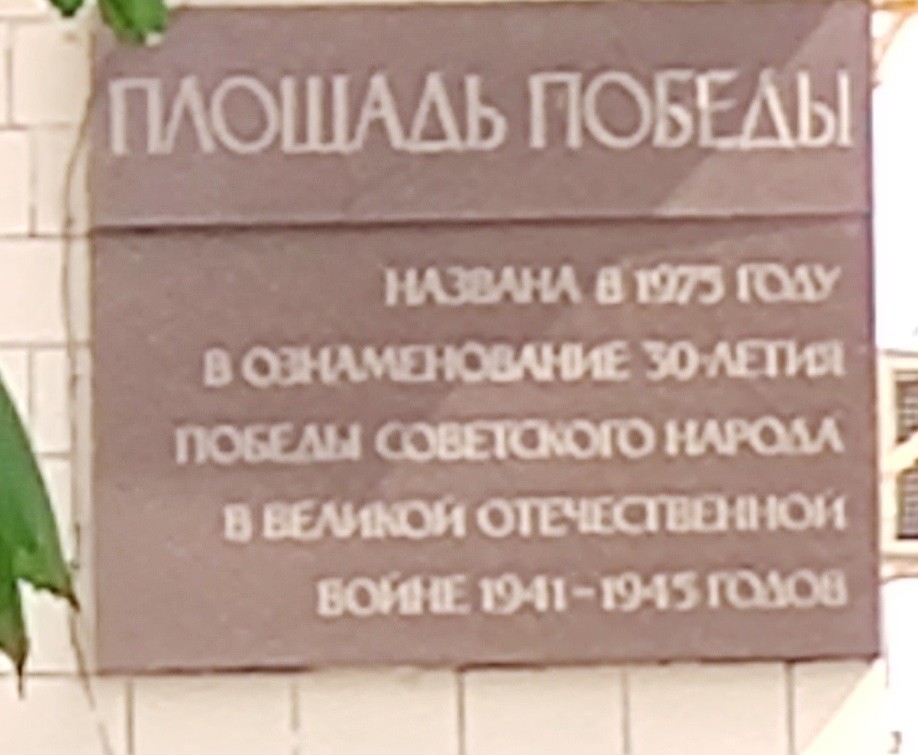 ПЛОЩАДЬ ПОБЕДЫ
НАЗВАНА В 1975 ГОДУ
В ОЗНАМЕНОВАНИЕ 30-ЛЕТИЯ
ПОБЕДЫ СОВЕТСКОГО НАРОДА
В ВЕЛИКОЙ ОТЕЧЕСТВЕННОЙ
ВОЙНЕ 1941-1945 ГОДОВ